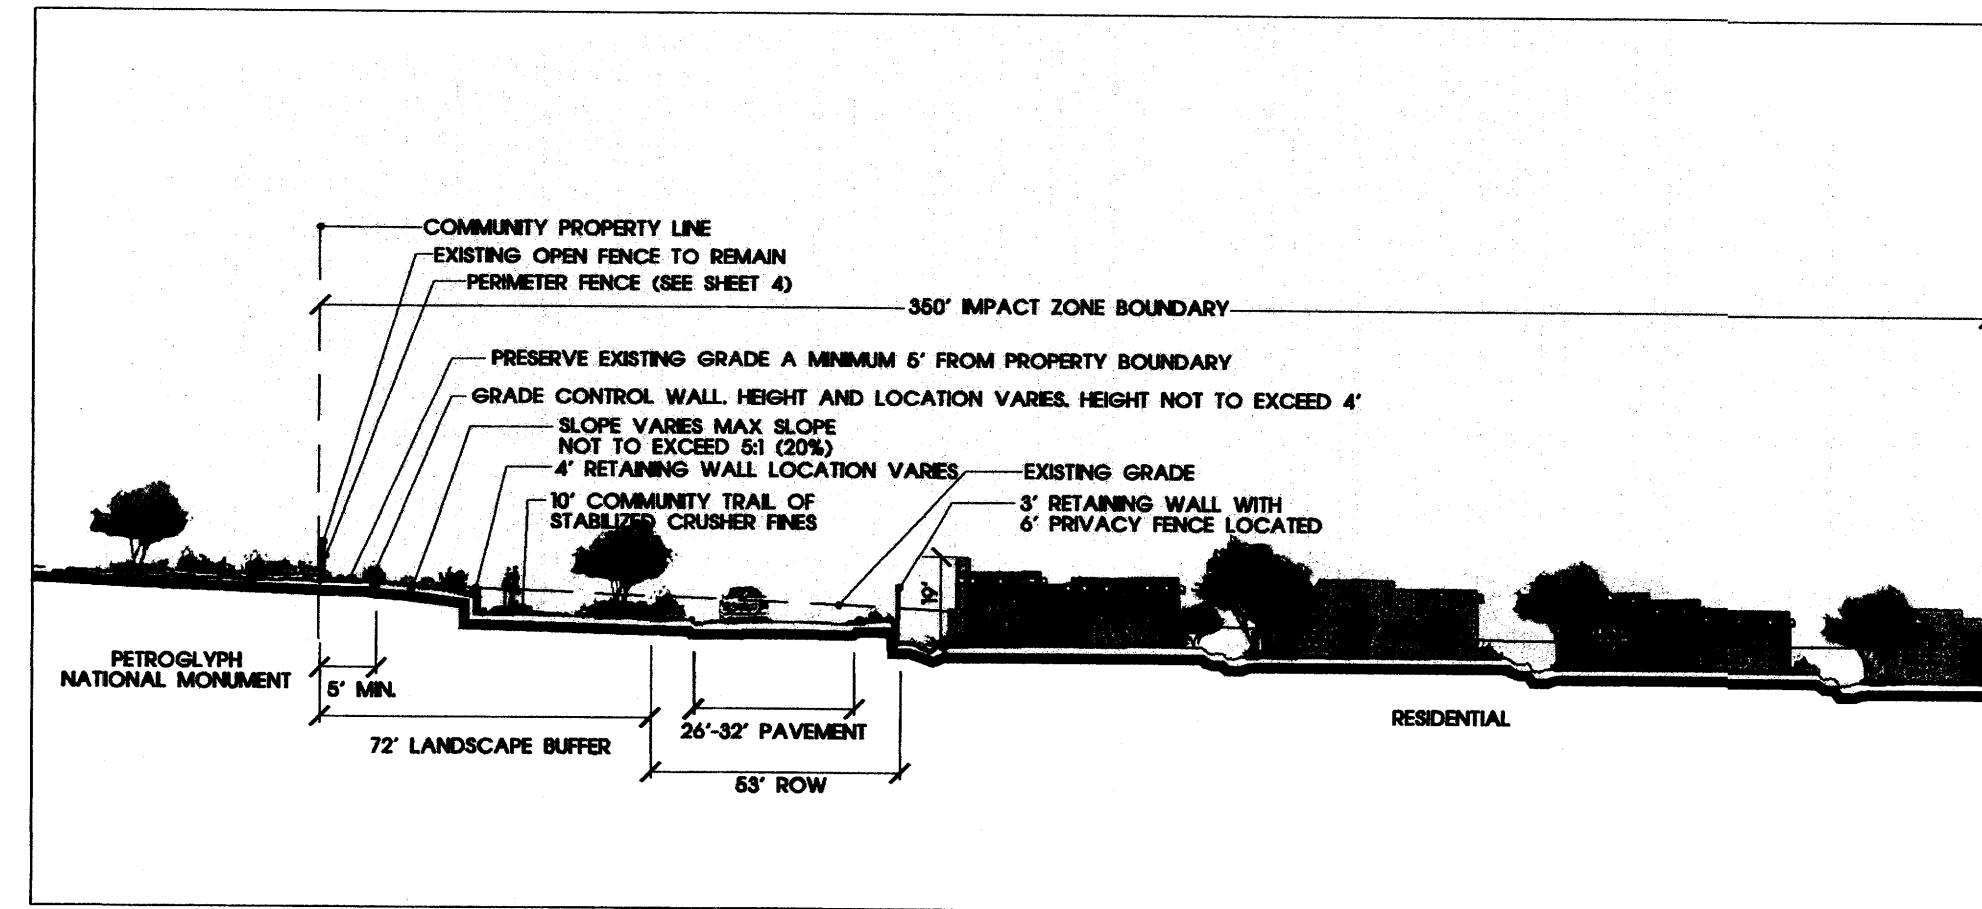 COMMUNITY PROPERTY LINE
EXISTING OPEN FENCE TO REMAIN
PERIMETER FENCE (SEE SHEET 4)
350' IMPACT ZONE BOUNDARY
PRESERVE EXISTING GRADE A MINIMUM 5' FROM PROPERTY BOUNDARY
GRADE CONTROL WALL. HEIGHT AND LOCATION VARIES. HEIGHT NOT TO EXCEED 4'
SLOPE VARIES MAX SLOPE
NOT TO EXCEED 5:1 (20%)
4' RETAINING WALL LOCATION VARIES
EXISTING GRADE
10' COMMUNITY TRAIL OF
STABILIZED CRUSHER FINES
3' RETAINING WALL WITH
6' PRIVACY FENCE LOCATED
19'
PETROGLYPH
NATIONAL MONUMENT
5' MIN.
72' LANDSCAPE BUFFER
26'-32' PAVEMENT
53' ROW
RESIDENTIAL